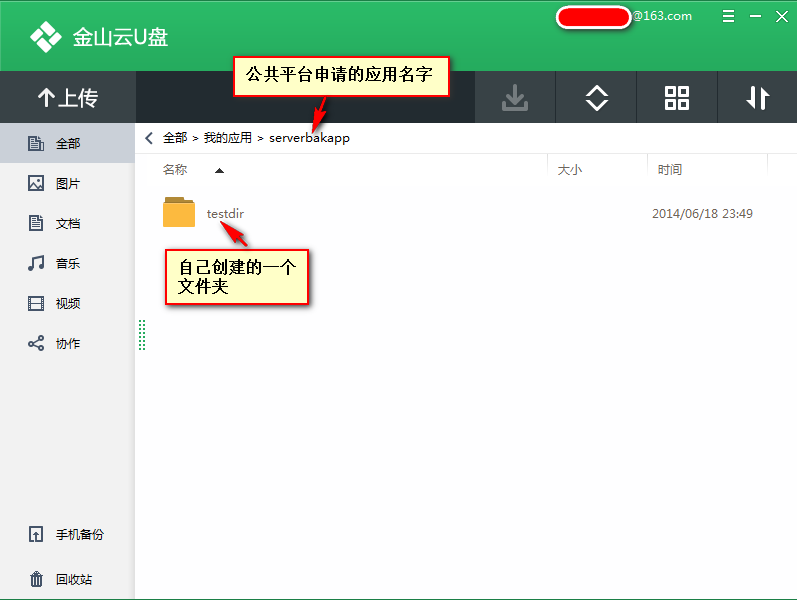 @163.com
金山云U盘
公共平台申请的应用名字
上传
全部
全部 > 我的应用 > serverbakapp
名称
大小
时间
图片
testdir
2014/06/18 23:49
文档
音乐
自己创建的一个
文件夹
视频
协作
手机备份
回收站